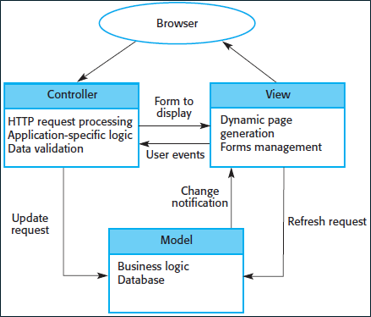 Browser
Controller
HTTP request processing
Application-specific logic
Data validation
Form to
display
User events
View
Dynamic page
generation
Forms management
Update
request
Change
notification
Refresh request
Model
Business logic
Database